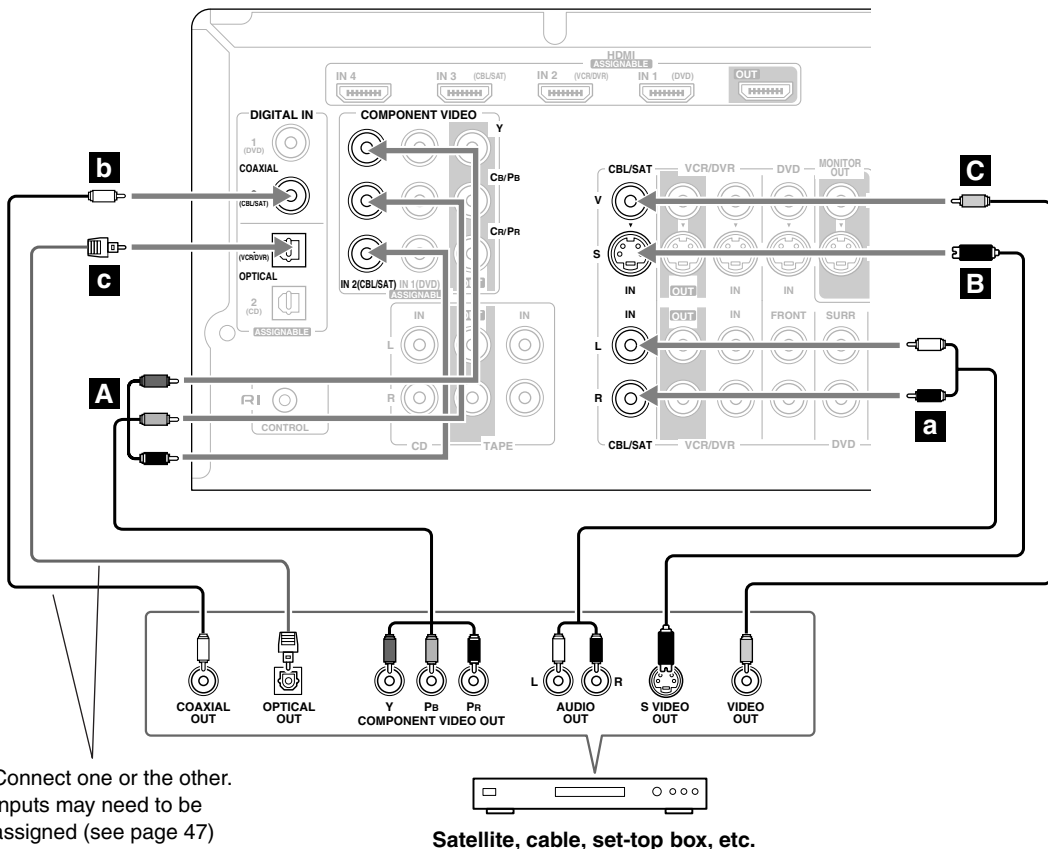 HDMI
ASSIGNABLE
IN 4
IN 3 (CBL/SAT)
IN 2 (VCR/DVR)
IN 1 (DVD)
OUT
DIGITAL IN
COMPONENT VIDEO
1
(DVD)
COAXIAL
(CBL/SAT)
(VCR/DVR)
OPTICAL
2
(CD)
ASSIGNABLE
Y
CB/PB
CR/PR
IN 2(CBL/SAT)
IN 1(DVD)
ASSIGNABLE
IN
IN
L
R
CD
TAPE
RI
CONTROL
CBL/SAT
VCR/DVR
DVD
MONITOR
OUT
V
S
IN
OUT
IN
IN
IN
OUT
IN
FRONT
SURR
L
R
CBL/SAT
VCR/DVR
DVD
b
c
A
C
B
a
COAXIAL
OUT
OPTICAL
OUT
Y PB PR
COMPONENT VIDEO OUT
L R
AUDIO
OUT
S VIDEO
OUT
VIDEO
OUT
Connect one or the other.
nputs may need to be
assigned (see page 47)
Satellite, cable, set-top box, etc.